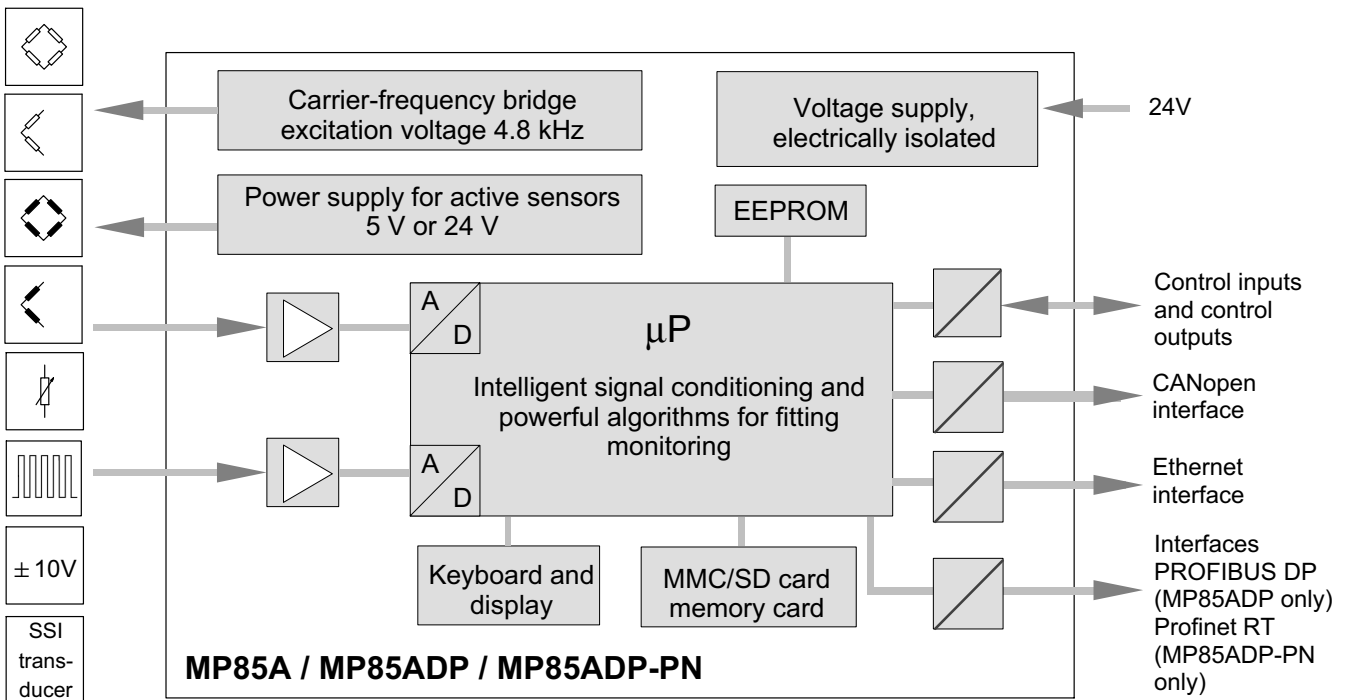 Carrier-frequency bridge
excitation voltage 4.8 kHz
Voltage supply,
electrically isolated
24V
Power supply for active sensors
5 V or 24 V
EEPROM
A
D
μP
Intelligent signal conditioning and
powerful algorithms for fitting
monitoring
A
D
Control inputs
and control
outputs
CANopen
interface
Ethernet
interface
Interfaces
PROFIBUS DP
(MP85ADP only)
Profinet RT
(MP85ADP-PN
only)
Keyboard and
display
MMC/SD card
memory card
± 10V
SSI
trans-
ducer
MP85A / MP85ADP / MP85ADP-PN